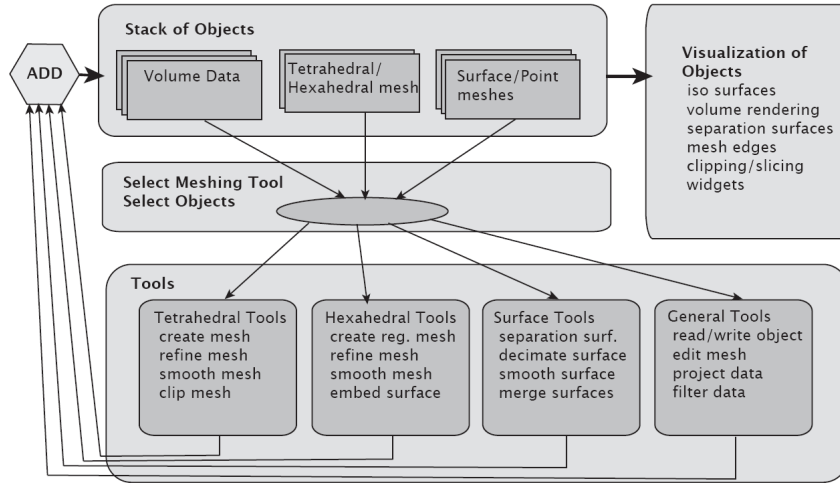 ADD
Stack of Objects
Volume Data
Tetrahedral/
Hexahedral mesh
Surface/Point
meshes
Visualization of
Objects
iso surfaces
volume rendering
separation surfaces
mesh edges
clipping/slicing
widgets
Select Meshing Tool
Select Objects
Tools
Tetrahedral Tools
create mesh
refine mesh
smooth mesh
clip mesh
Hexahedral Tools
create reg. mesh
refine mesh
smooth mesh
embed surface
Surface Tools
separation surf.
decimate surface
smooth surface
merge surfaces
General Tools
read/write object
edit mesh
project data
filter data